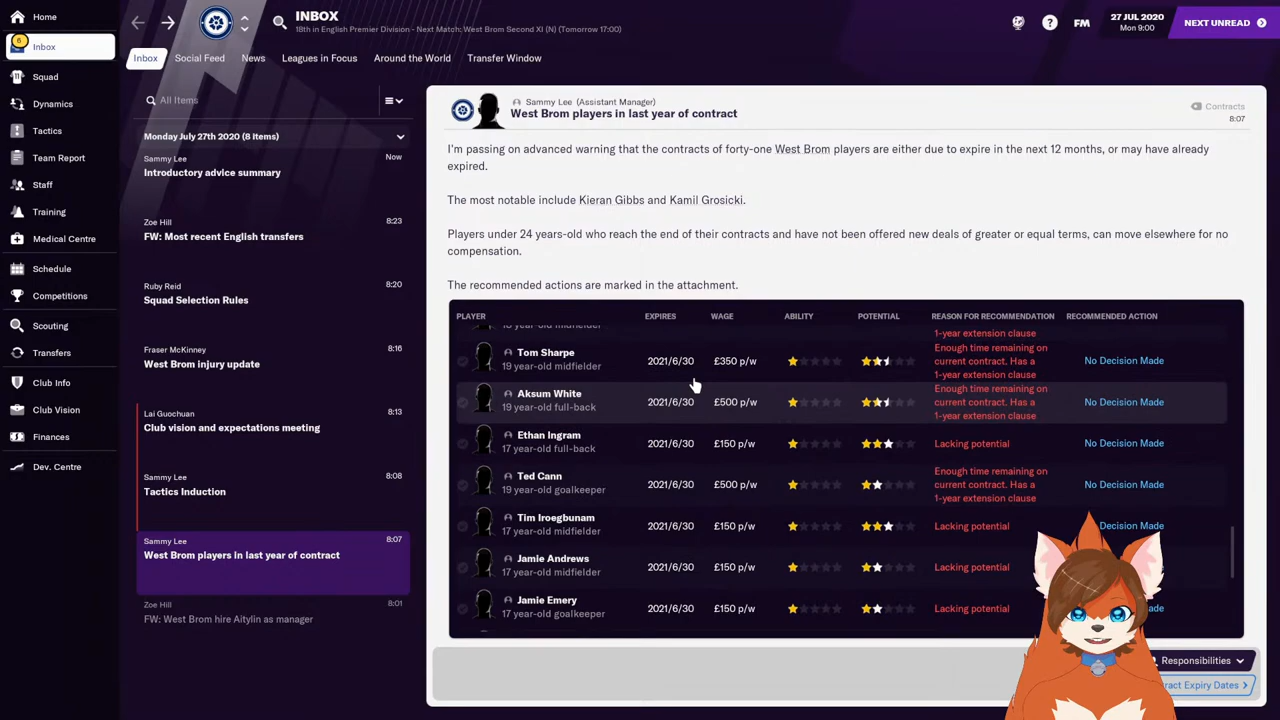 Home
INBOX
18th in English Premier Division - Next Match: West Brom Second XI (N) (Tomorrow 17:00)
FM
27 JUL 2020
Mon 9:00
NEXT UNREAD
6
Inbox
Squad
Dynamics
Tactics
Team Report
Staff
Training
Medical Centre
Schedule
Competitions
Scouting
Transfers
Club Info
Club Vision
Finances
Dev. Centre
Inbox
Social Feed
News
Leagues in Focus
Around the World
Transfer Window
All Items
Monday July 27th 2020 (8 Items)
Sammy Lee
Now
Introductory advice summary
Zoe Hill
8:23
FW: Most recent English transfers
Ruby Reid
8:20
Squad Selection Rules
Fraser McKinney
8:16
West Brom injury update
Lai Guochuan
8:13
Club vision and expectations meeting
Sammy Lee
8:08
Tactics Induction
Sammy Lee
8:07
West Brom players in last year of contract
Zoe Hill
8:01
FW: West Brom hire Aitylin as manager
Sammy Lee (Assistant Manager)
West Brom players in last year of contract
Contracts
8:07
I'm passing on advanced warning that the contracts of forty-one West Brom players are either due to expire in the next 12 months, or may have already
expired.
The most notable include Kieran Gibbs and Kamil Grosicki.
Players under 24 years-old who reach the end of their contracts and have not been offered new deals of greater or equal terms, can move elsewhere for no
compensation.
The recommended actions are marked in the attachment.
PLAYER EXPIRES WAGE ABILITY POTENTIAL REASON FOR RECOMMENDATION RECOMMENDED ACTION
1-year extension clause
Tom Sharpe
19 year-old midfielder
2021/6/30
£350 p/w
Enough time remaining on
current contract. Has a
1-year extension clause
No Decision Made
Aksum White
19 year-old full-back
2021/6/30
£500 p/w
Enough time remaining on
current contract. Has a
1-year extension clause
No Decision Made
Ethan Ingram
17 year-old full-back
2021/6/30
£150 p/w
Lacking potential
No Decision Made
Ted Cann
19 year-old goalkeeper
2021/6/30
£500 p/w
Enough time remaining on
current contract. Has a
1-year extension clause
No Decision Made
Tim Iroegbunam
17 year-old midfielder
2021/6/30
£150 p/w
Lacking potential
Decision Made
Jamie Andrews
17 year-old midfielder
2021/6/30
£150 p/w
Lacking potential
Jamie Emery
17 year-old goalkeeper
2021/6/30
£150 p/w
Lacking potential
Responsibilities
Expiry Dates